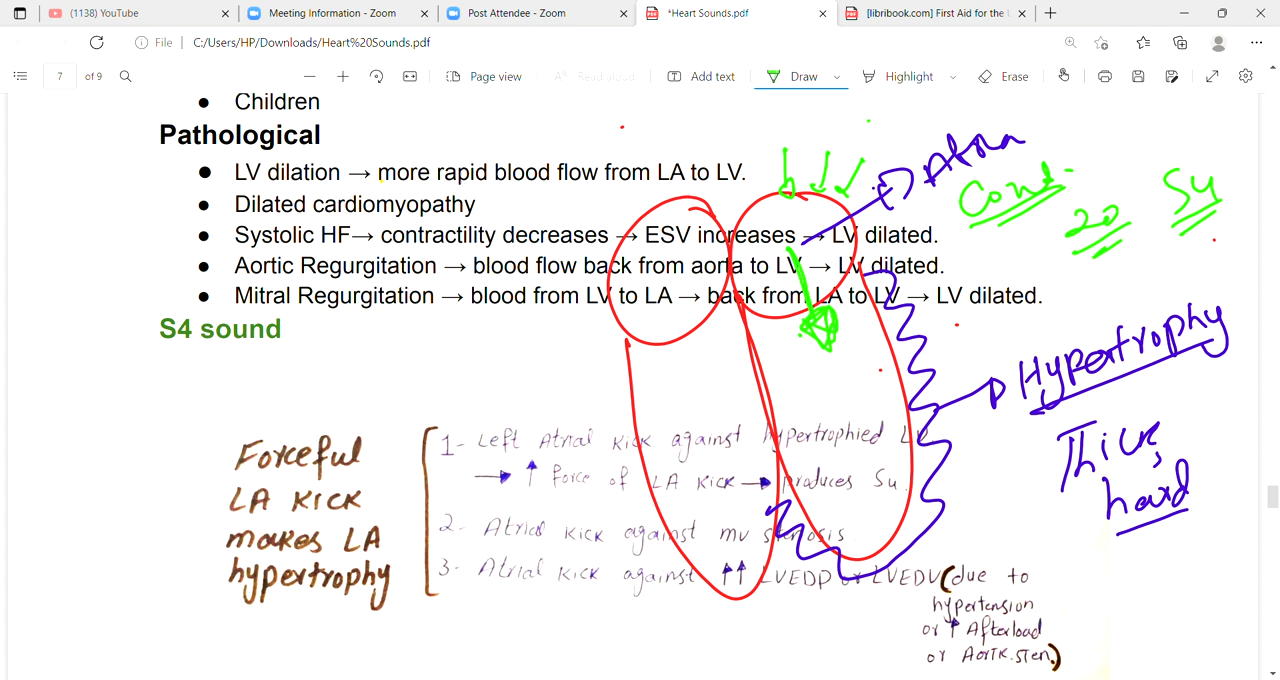 (1138) YouTube
Meeting Information - Zoom
Post Attendee - Zoom
*Heart Sounds.pdf
[libribook.com] First Aid for the
File
C:/Users/HP/Downloads/Heart%20Sounds.pdf
7 of 9
Page view
Read aloud
Add text
Draw
Highlight
Erase
● Children
Pathological
● LV dilation → more rapid blood flow from LA to LV.
● Dilated cardiomyopathy
● Systolic HF→ contractility decreases → ESV increases → LV dilated.
● Aortic Regurgitation → blood flow back from aorta to LV → LV dilated.
● Mitral Regurgitation → blood from LV to LA → back from LA to LV → LV dilated.
S4 sound
Cont.
20
S4
Hypertrophy
Thick,
hard
Forceful
LA KICK
makes LA
hypertrophy
1- Left Atrial Kick against hypertrophied LV
→ ↑ force of LA Kick → produces S4.
2- Atrial Kick against mv stenosis.
3- Atrial Kick against ↑↑ LVEDP or LVEDV (due to
hypertension
or ↑ Afterload
or Aortk.sten.)